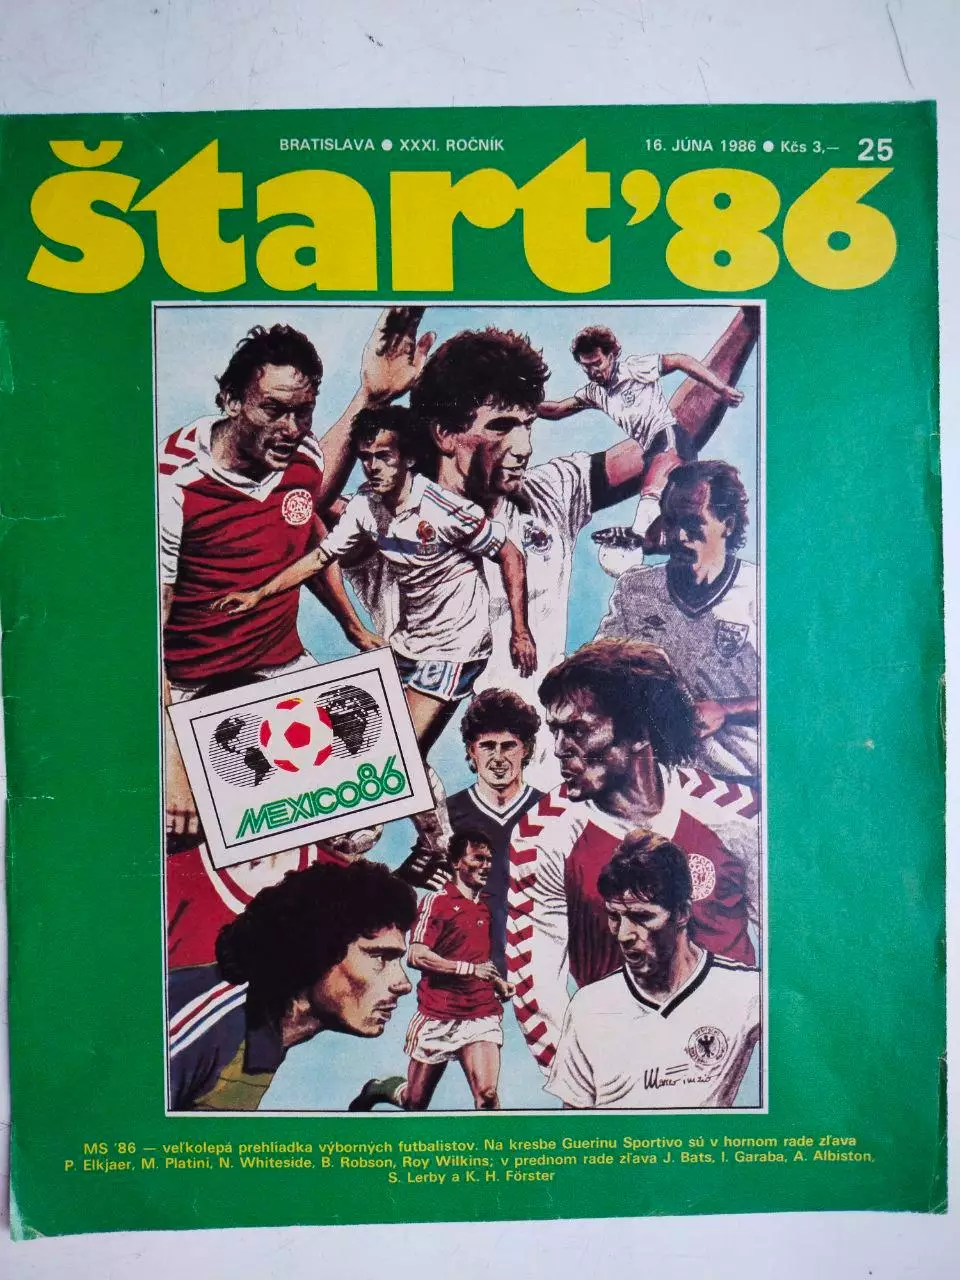 BRATISLAVA ● XXXI. ROČNÍK 16. JÚNA 1986 ● Kčs 3,— 25
štart'86
MEXICO86
MS '86 — veľkolepá prehliadka výborných futbalistov. Na kresbe Guerinu Sportivo sú v hornom rade zľava
P. Elkjaer, M. Platini, N. Whiteside, B. Robson, Roy Wilkins; v prednom rade zľava J. Bats, I. Garaba, A. Albiston,
S. Lerby a K. H. Förster